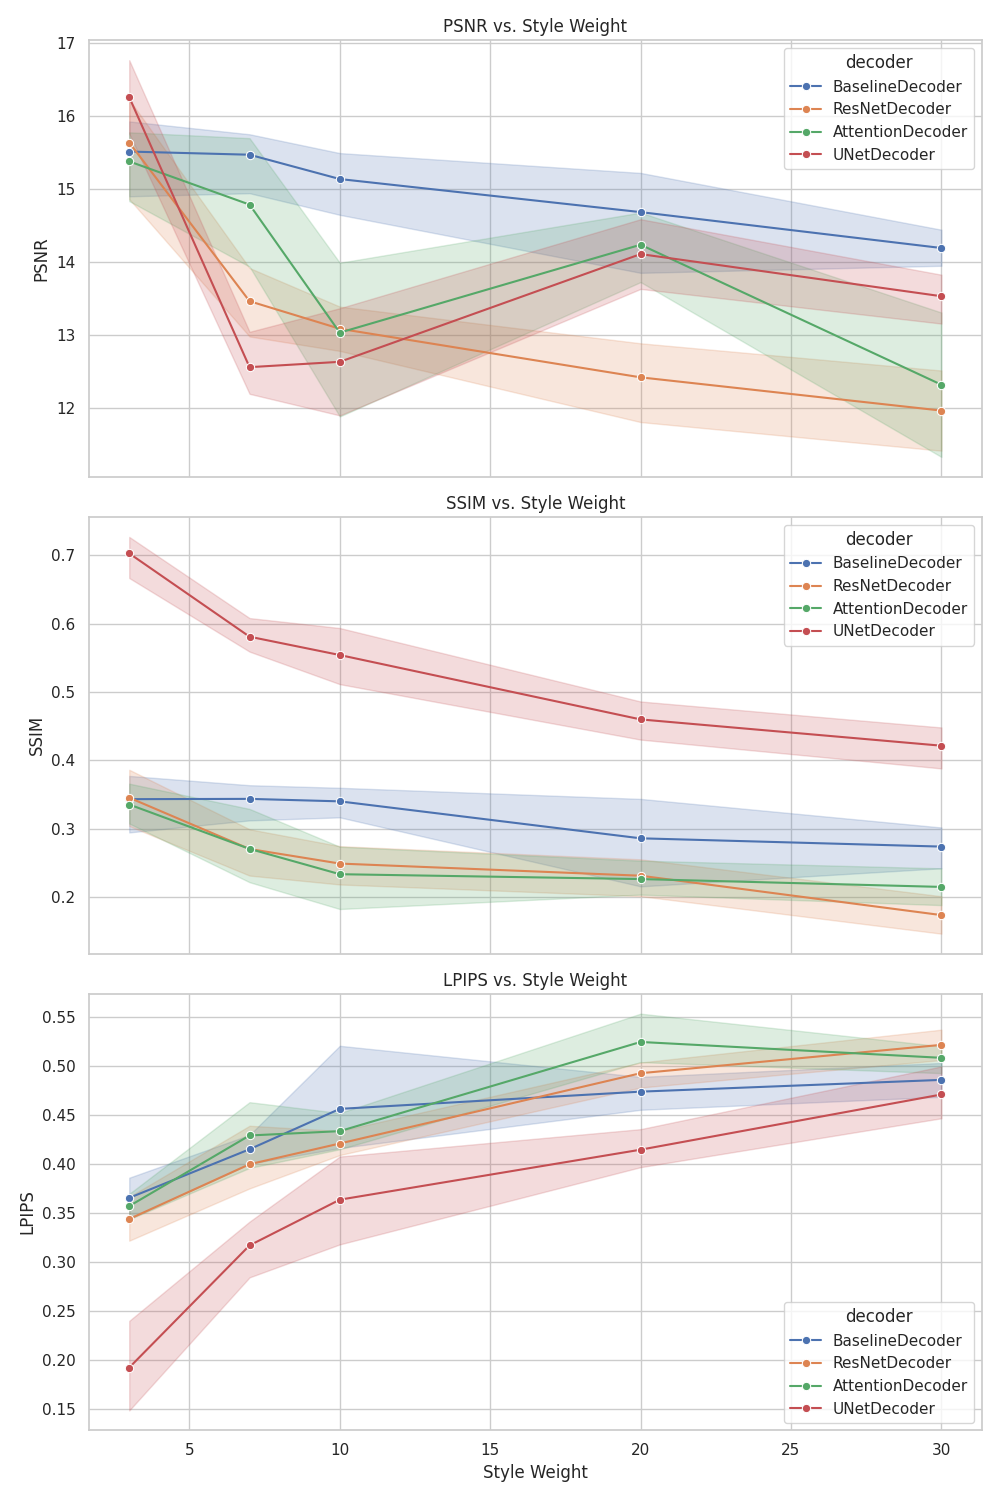 PSNR vs. Style Weight
17
16
15
14
13
12
PSNR
decoder
BaselineDecoder
ResNetDecoder
AttentionDecoder
UNetDecoder
SSIM vs. Style Weight
0.7
0.6
0.5
0.4
0.3
0.2
SSIM
decoder
BaselineDecoder
ResNetDecoder
AttentionDecoder
UNetDecoder
LPIPS vs. Style Weight
0.55
0.50
0.45
0.40
0.35
0.30
0.25
0.20
0.15
LPIPS
decoder
BaselineDecoder
ResNetDecoder
AttentionDecoder
UNetDecoder
5 10 15 20 25 30
Style Weight